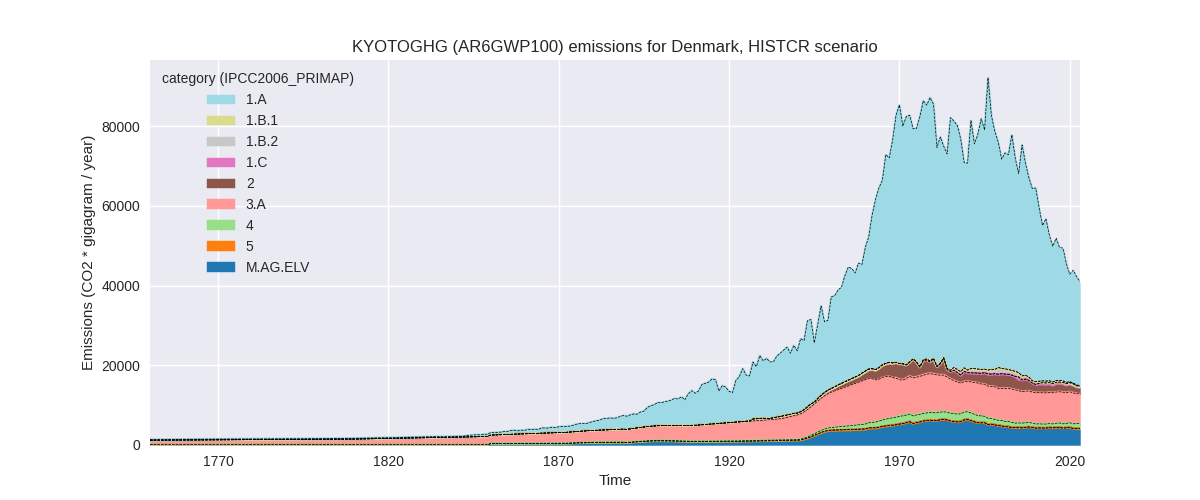 KYOTOGHG (AR6GWP100) emissions for Denmark, HISTCR scenario
category (IPCC2006_PRIMAP)
1.A
1.B.1
1.B.2
1.C
2
3.A
4
5
M.AG.ELV
Emissions (CO2 * gigagram / year)
80000
60000
40000
20000
0
1770
1820
1870
1920
1970
2020
Time